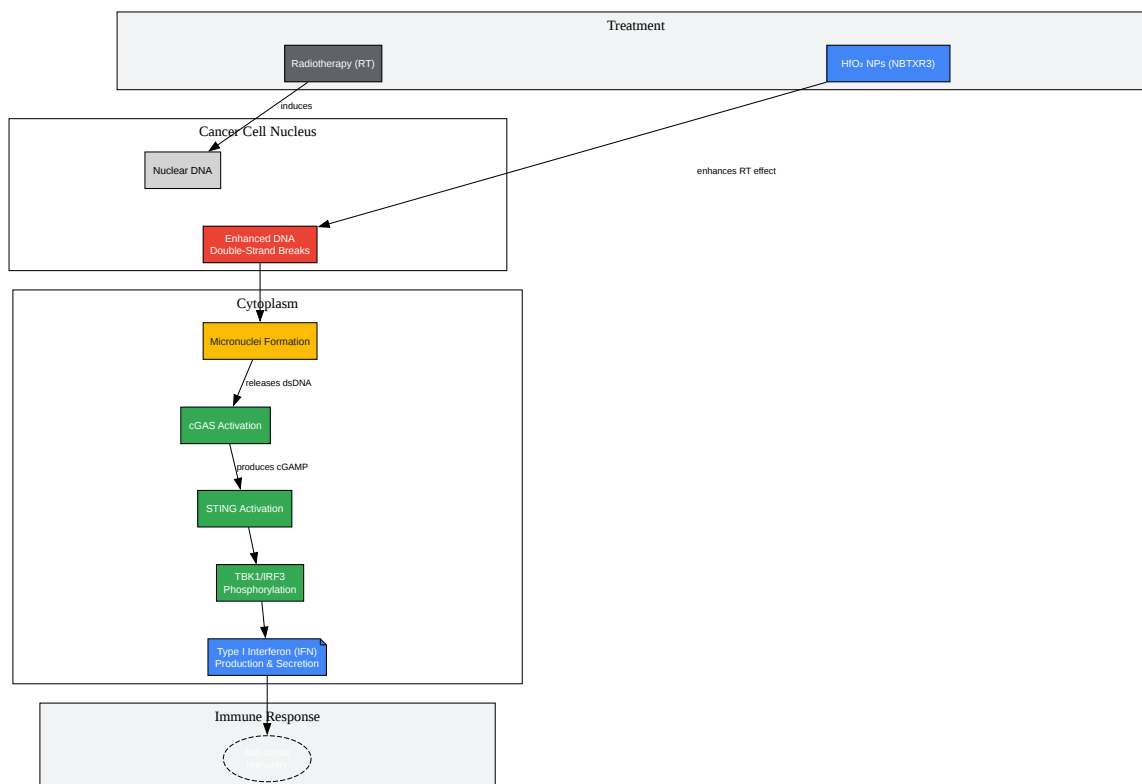 Treatment
Radiotherapy (RT)
HfO₂ NPs (NBTXR3)
induces
Cancer Cell Nucleus
Nuclear DNA
enhances RT effect
Enhanced DNA
Double-Strand Breaks
Cytoplasm
Micronuclei Formation
releases dsDNA
cGAS Activation
produces cGAMP
STING Activation
TBK1/IRF3
Phosphorylation
Type I Interferon (IFN)
Production & Secretion
Immune Response
Immunity